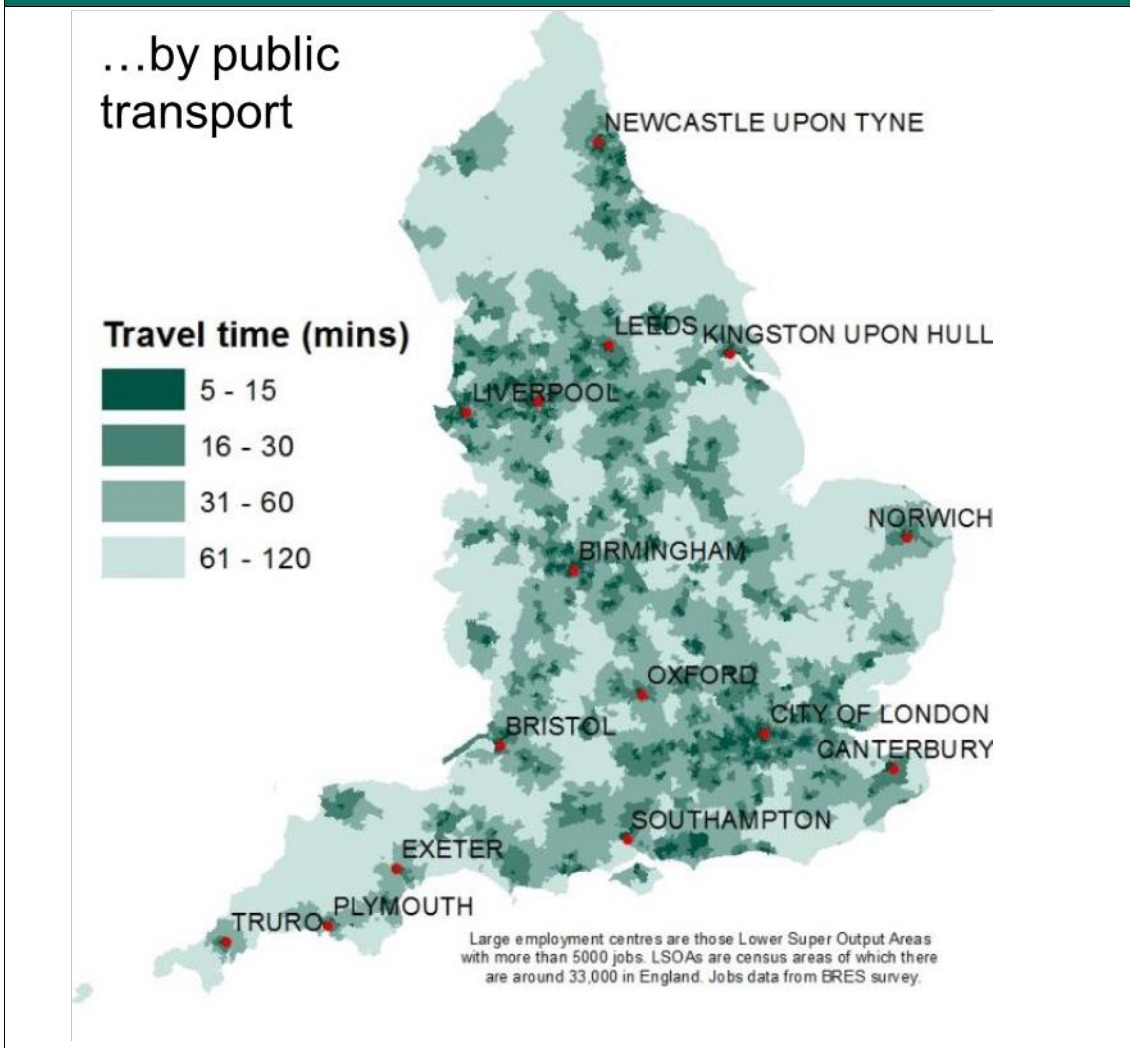 …by public
transport
NEWCASTLE UPON TYNE
LEEDS
KINGSTON UPON HULL
Travel time (mins)
5 - 15
16 - 30
31 - 60
61 - 120
LIVERPOOL
NORWICH
BIRMINGHAM
OXFORD
CITY OF LONDON
BRISTOL
CANTERBURY
SOUTHAMPTON
EXETER
PLYMOUTH
TRURO
Large employment centres are those Lower Super Output Areas
with more than 5000 jobs. LSOAs are census areas of which there
are around 33,000 in England. Jobs data from BRES survey.